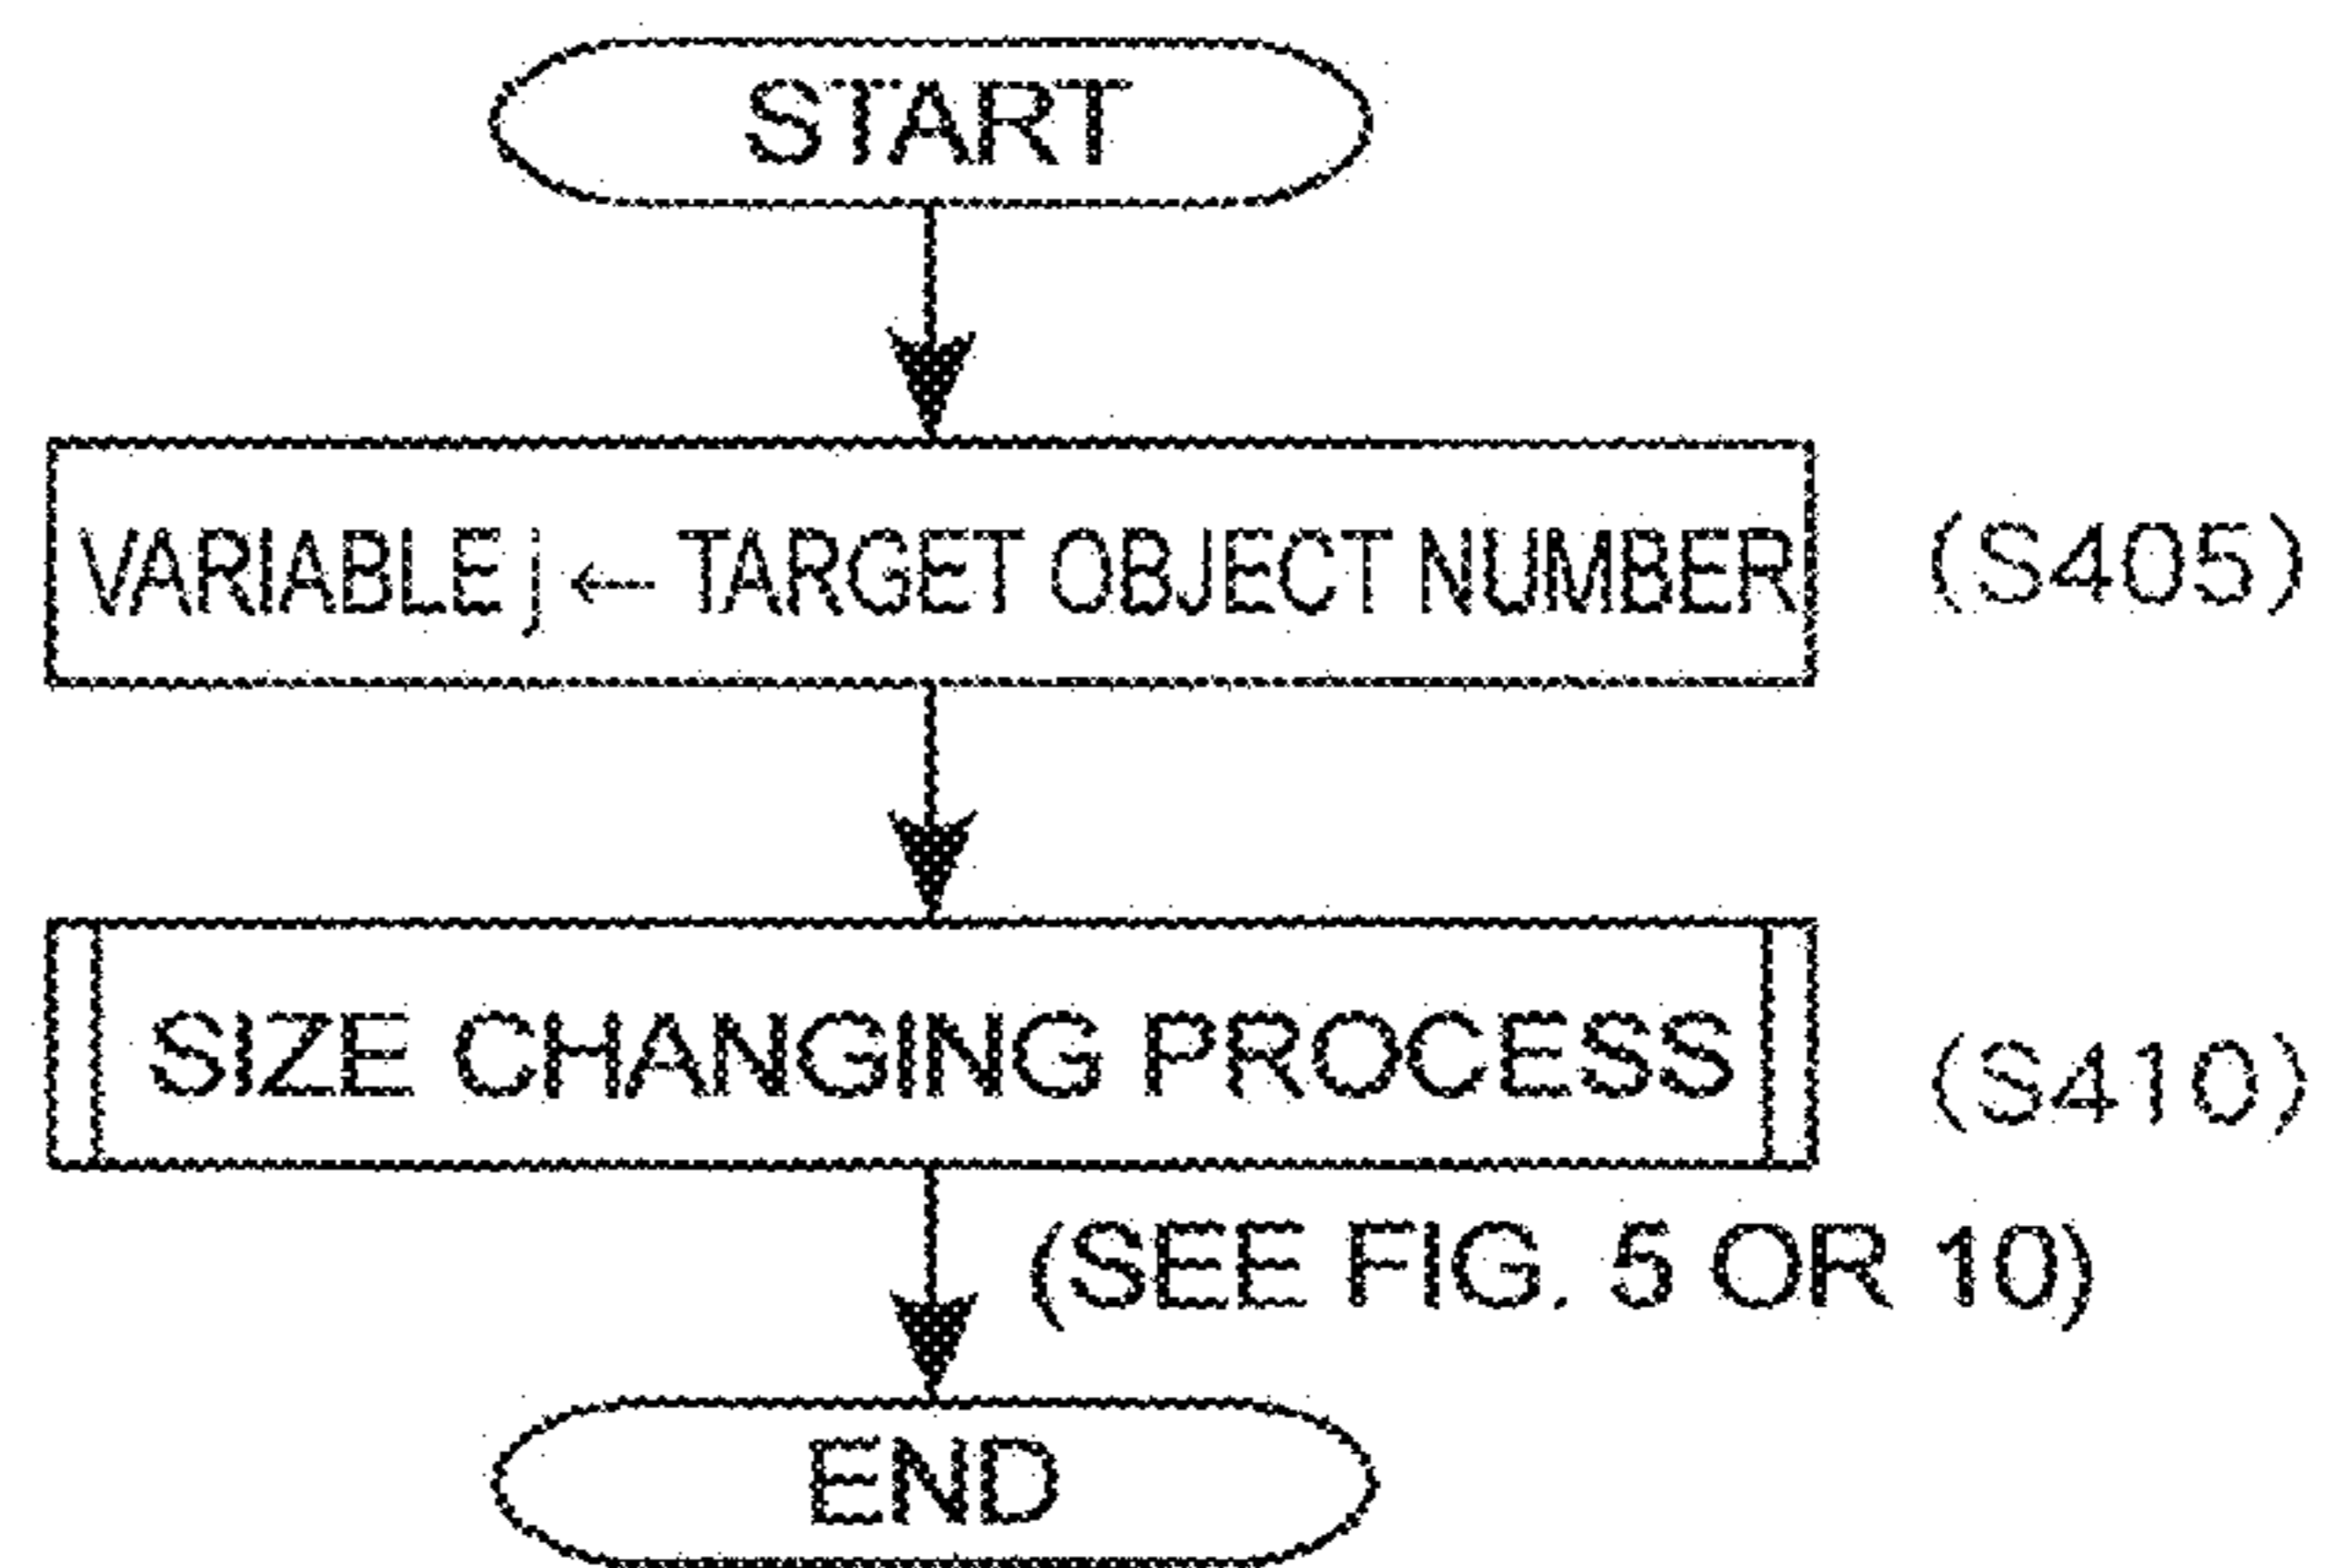 START
VARIABLE j ← TARGET OBJECT NUMBER (S405)
SIZE CHANGING PROCESS (S410)
(SEE FIG. 5 OR 10)
END